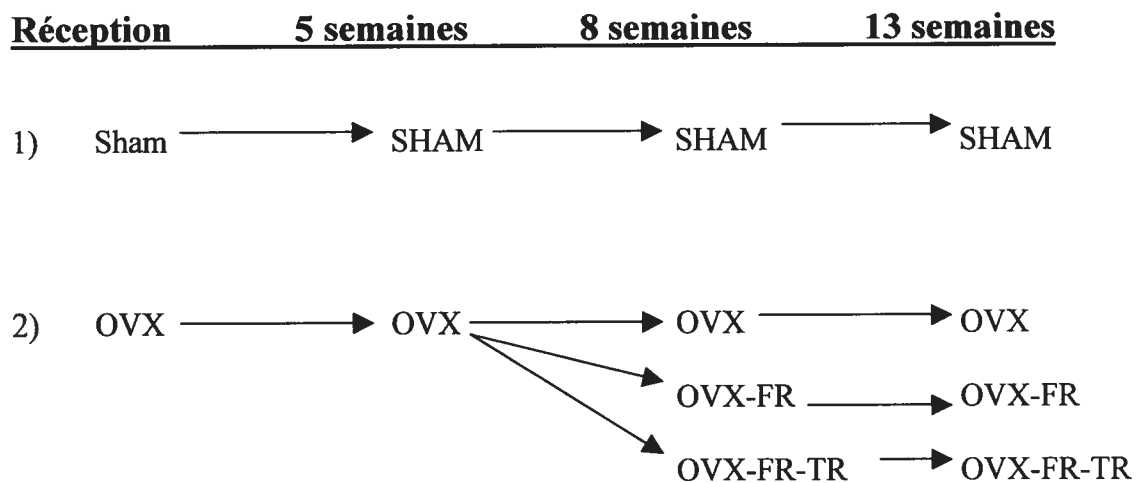 Réception 5 semaines 8 semaines 13 semaines
1) Sham SHAM SHAM SHAM
2) OVX OVX OVX OVX
OVX-FR OVX-FR
OVX-FR-TR OVX-FR-TR